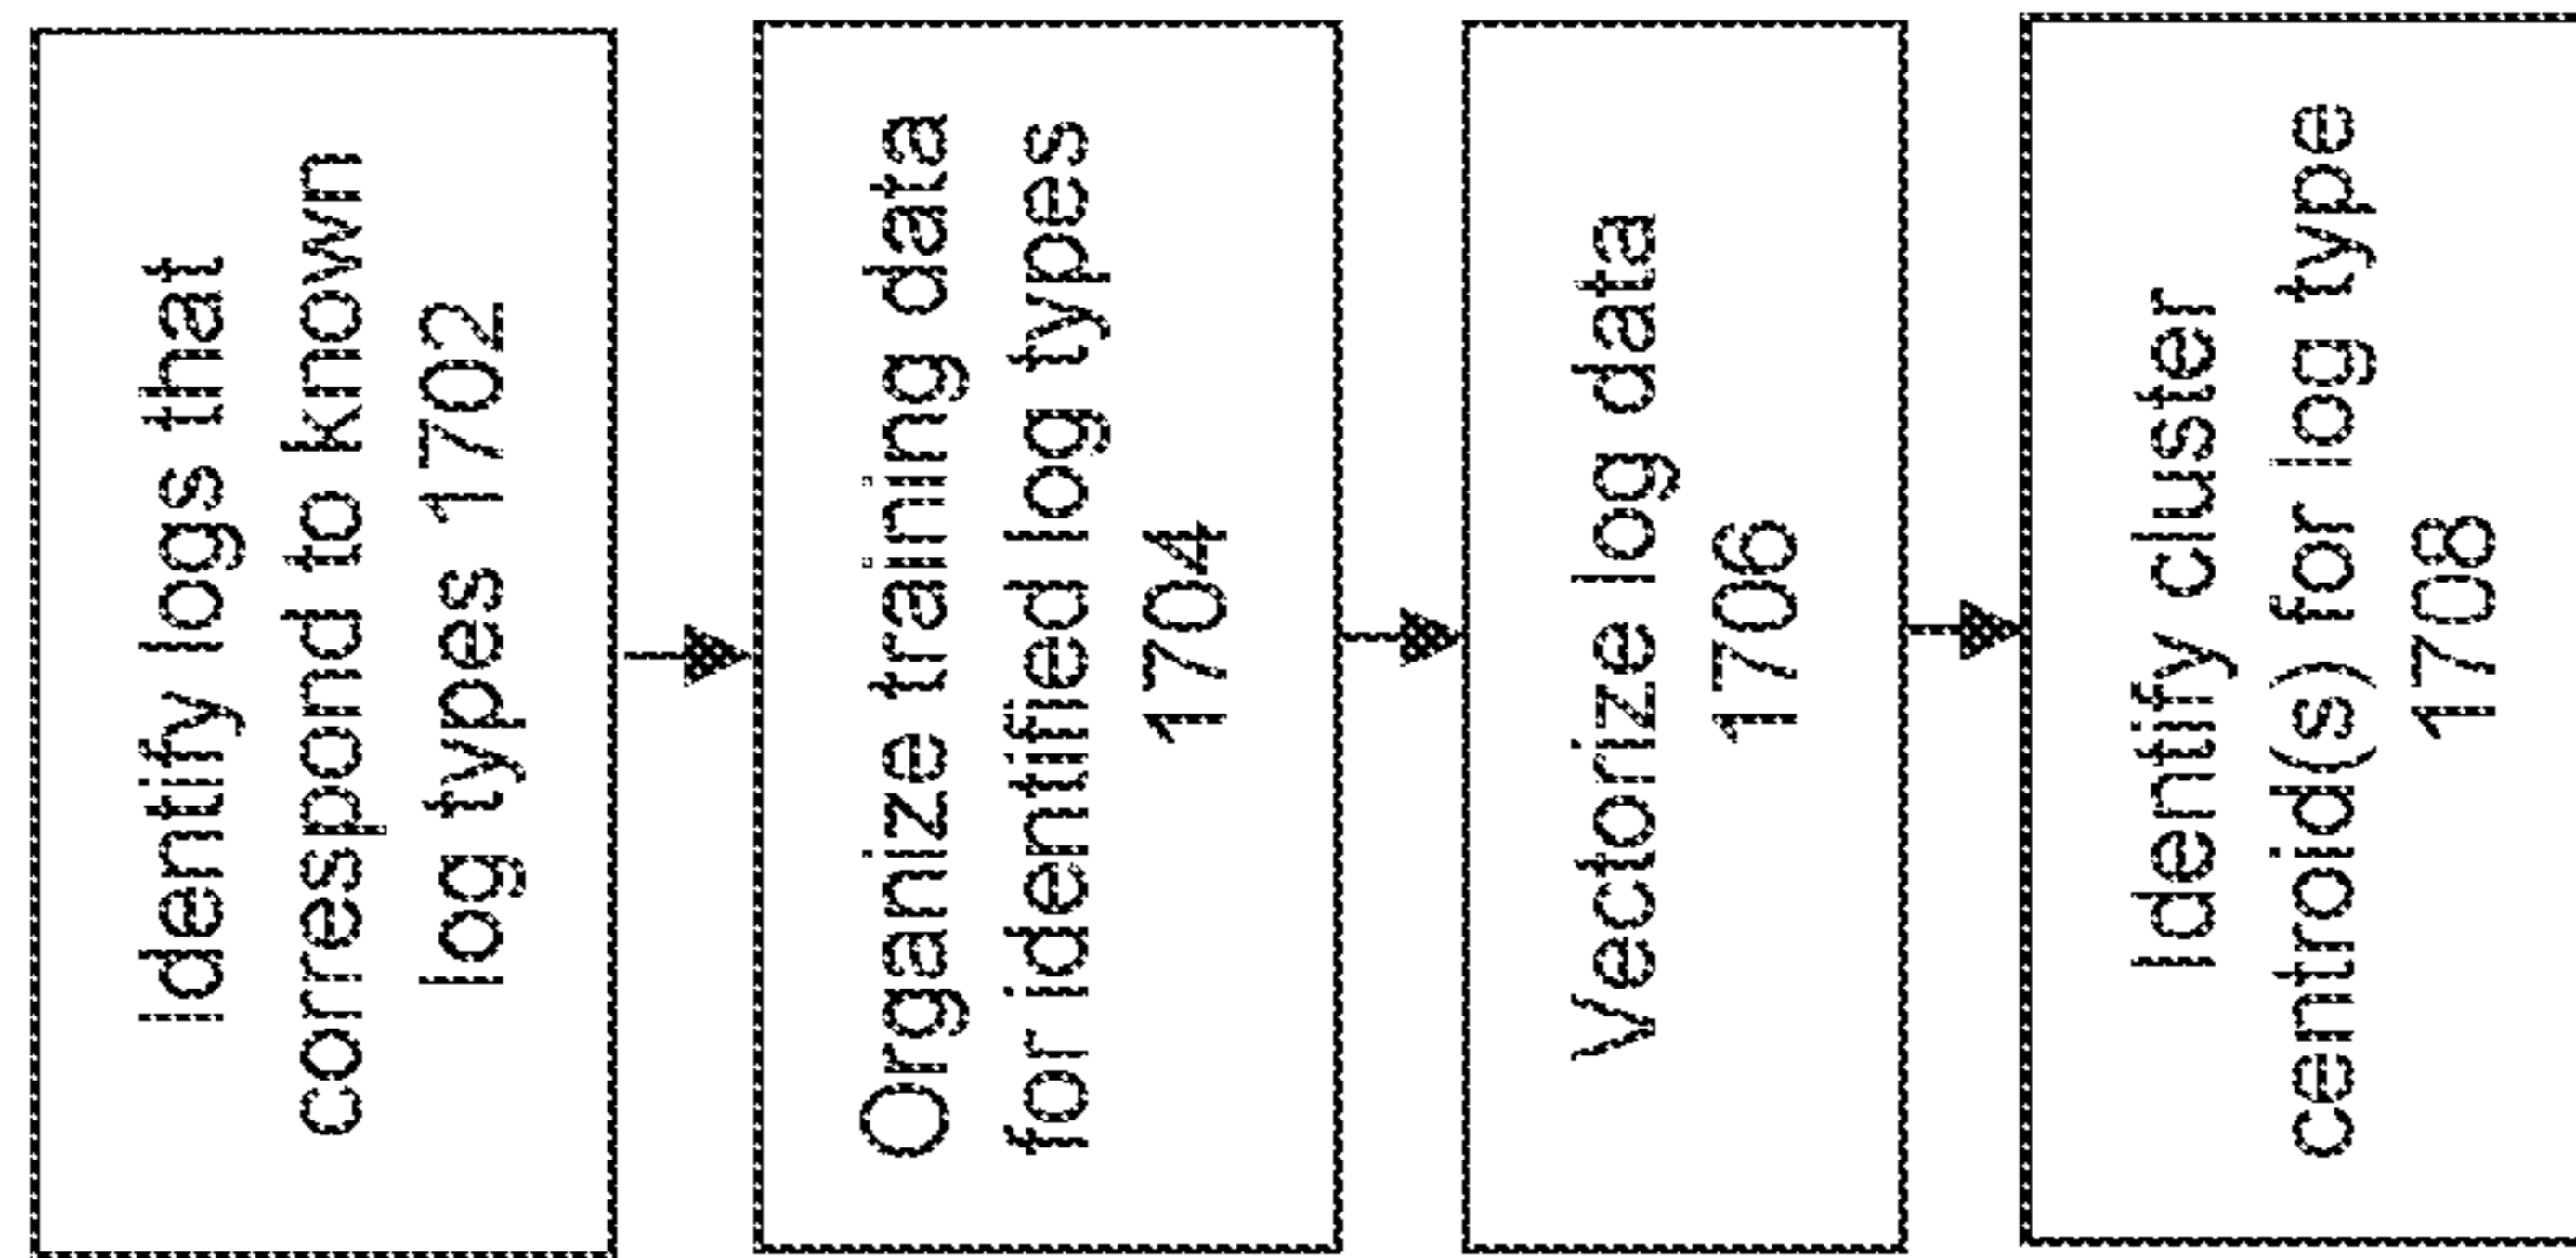 Identify logs that
correspond to known
log types 1702
Organize training data
for identified log types
1704
Vectorize log data
1706
Identify cluster
centroid(s) for log type
1708